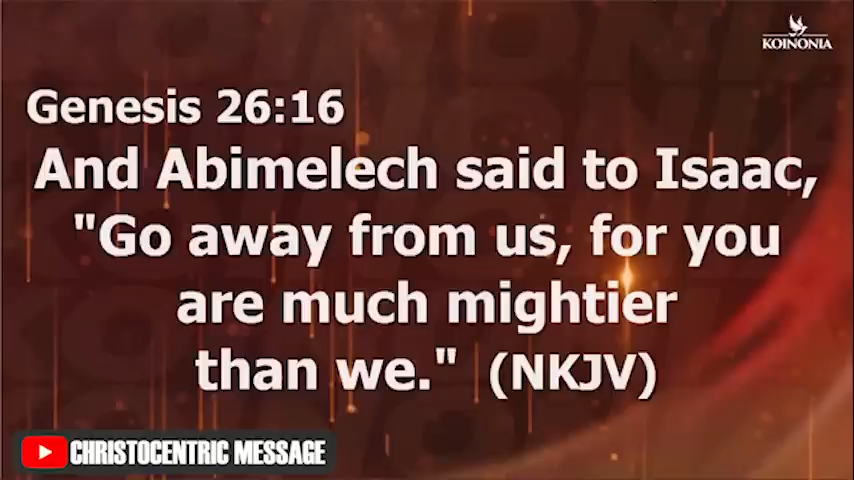 KOINONIA
Genesis 26:16
And Abimelech said to Isaac,
"Go away from us, for you
are much mightier
than we." (NKJV)
CHRISTOCENTRIC MESSAGE